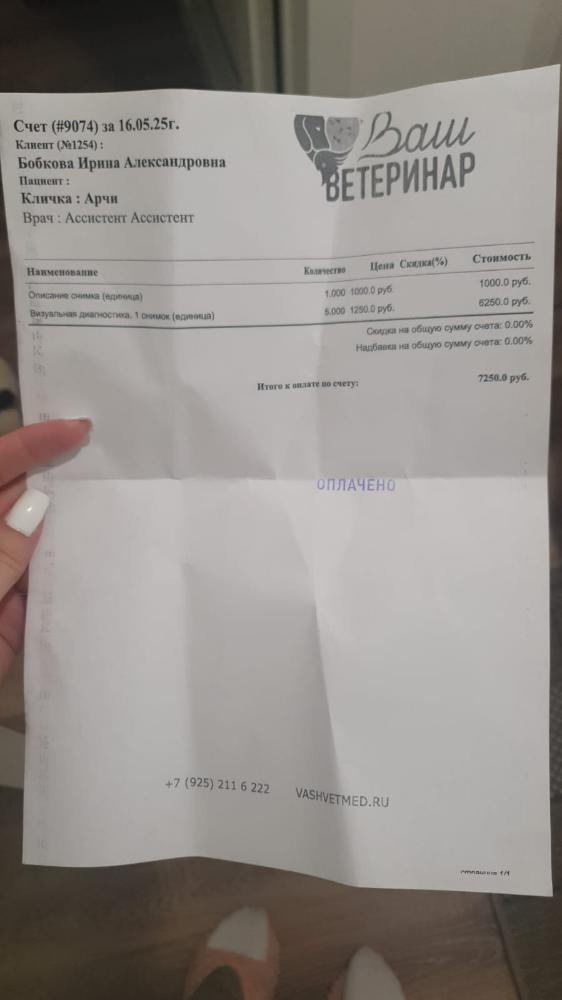 Счет (#9074) за 16.05.25г.
Клиент (№1254) :
Бобкова Ирина Александровна
Пациент :
Кличка : Арчи
Врач : Ассистент Ассистент
Ваш
ВЕТЕРИНАР
Наименование Количество Цена Скидка(%) Стоимость
Описание снимка (единица) 1.000 1000.0 руб. 1000.0 руб.
Визуальная диагностика. 1 снимок (единица) 5.000 1250.0 руб. 6250.0 руб.
Скидка на общую сумму счета: 0.00%
Надбавка на общую сумму счета: 0.00%
Итого к оплате по счету: 7250.0 руб.
ОПЛАЧЕНО
+7 (925) 211 6 222 VASHVETMED.RU
страница 1/1